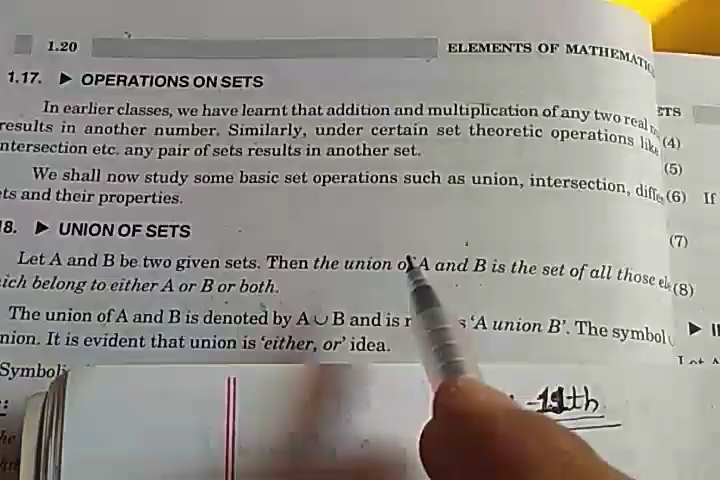 1.20 ELEMENTS OF MATHEMATIC
1.17. ▶ OPERATIONS ON SETS
In earlier classes, we have learnt that addition and multiplication of any two real
results in another number. Similarly, under certain set theoretic operations like
ntersection etc. any pair of sets results in another set.
We shall now study some basic set operations such as union, intersection, diffe
ets and their properties.
8. ▶ UNION OF SETS
Let A and B be two given sets. Then the union of A and B is the set of all those el
ich belong to either A or B or both.
The union of A and B is denoted by A ∪ B and is r s 'A union B'. The symbol
nion. It is evident that union is 'either, or' idea.
Symboli
-11th
ETS
(4)
(5)
(6) If
(7)
(8)
▶ I